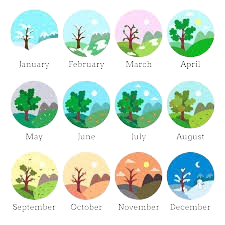 January February March April
May June July August
September October November December